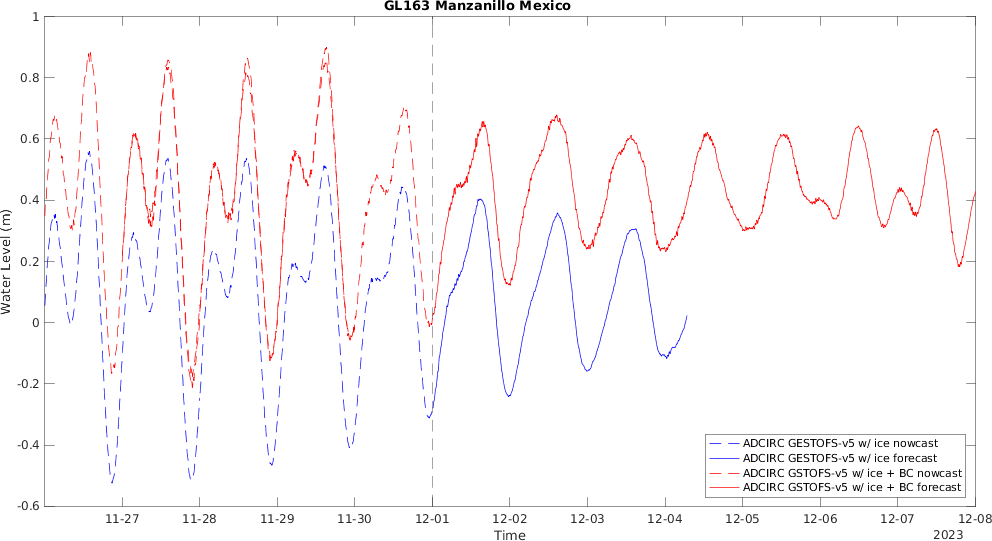 GL163 Manzanillo Mexico
Water Level (m)
1
0.8
0.6
0.4
0.2
0
-0.2
-0.4
-0.6
ADCIRC GESTOFS-v5 w/ ice nowcast
ADCIRC GESTOFS-v5 w/ ice forecast
ADCIRC GSTOFS-v5 w/ ice + BC nowcast
ADCIRC GSTOFS-v5 w/ ice + BC forecast
11-27 11-28 11-29 11-30 12-01 12-02 12-03 12-04 12-05 12-06 12-07 12-08
Time
2023